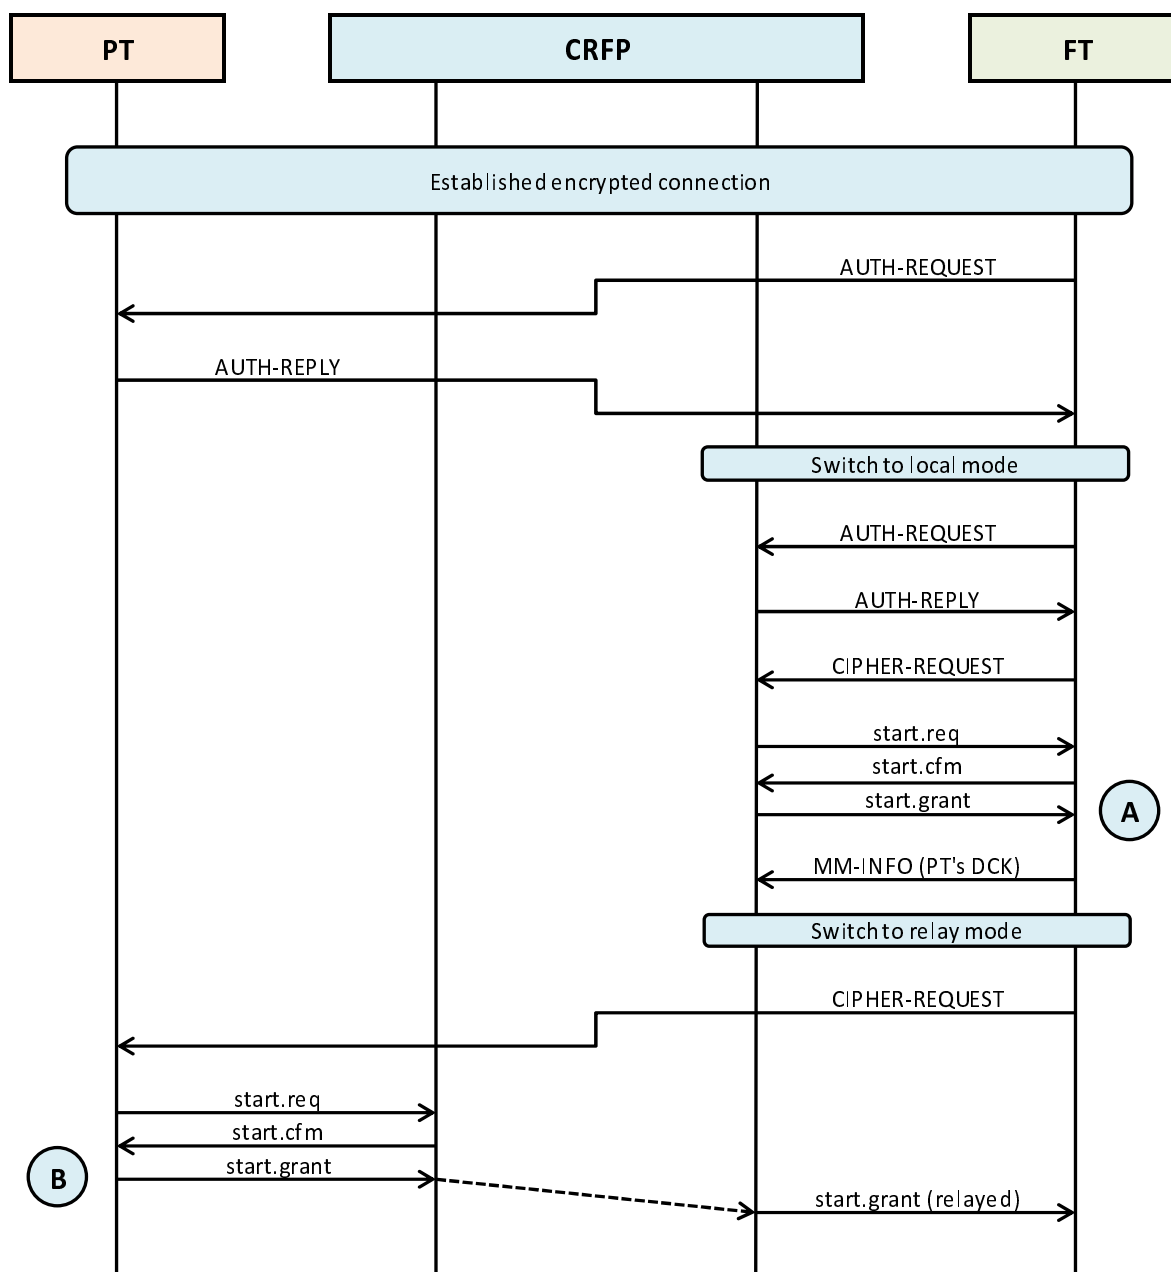 PT
CRFP
FT
Established encrypted connection
AUTH-REQUEST
AUTH-REPLY
Switch to local mode
AUTH-REQUEST
AUTH-REPLY
CIPHER-REQUEST
start.req
start.cfm
start.grant
A
MM-INFO (PT's DCK)
Switch to relay mode
CIPHER-REQUEST
start.req
start.cfm
start.grant
B
start.grant (relayed)